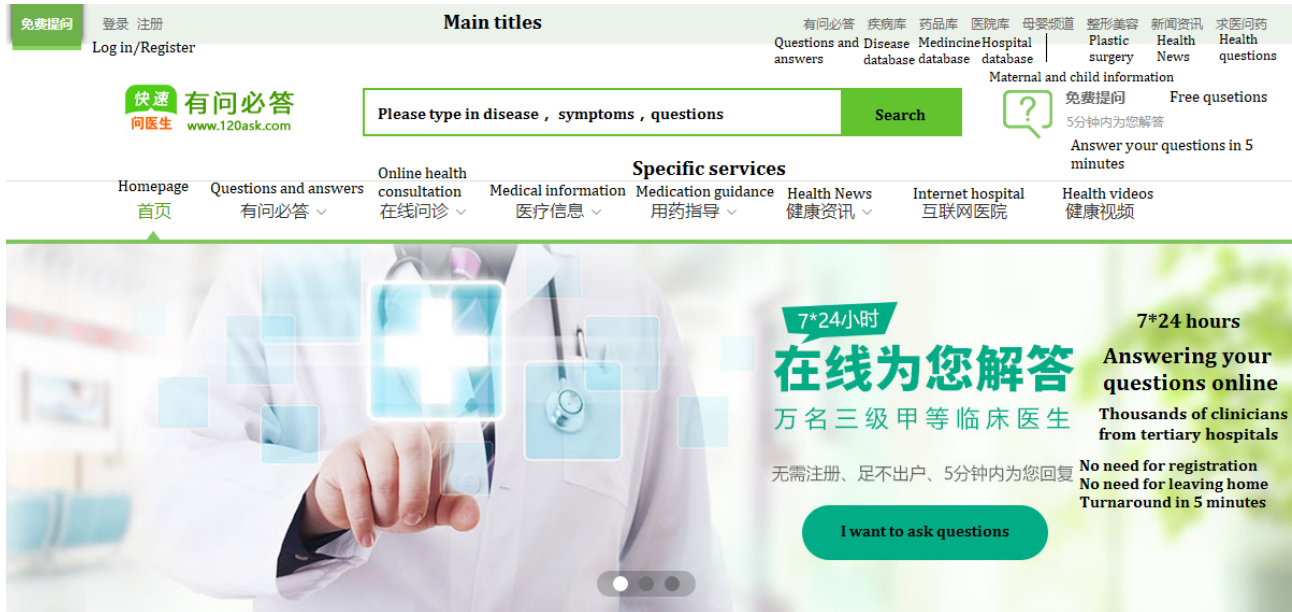 免费提问
登录 注册
Main titles
有问必答 疾病库 药品库 医院库 母婴频道 整形美容 新闻资讯 求医问药
Log in/Register
Questions and answers
Disease database
Medincine database
Hospital database
Plastic surgery
Health News
Health questions
Maternal and child information
快速问医生
有问必答
www.120ask.com
Please type in disease , symptoms , questions
Search
?
免费提问 Free qusetions
5分钟内为您解答
Answer your questions in 5
minutes
Specific services
Homepage
Questions and answers
Online health
consultation
Medical information
Medication guidance
Health News
Internet hospital
Health videos
首页 有问必答 在线问诊 医疗信息 用药指导 健康资讯 互联网医院 健康视频
7*24小时
7*24 hours
在线为您解答
Answering your
questions online
万名三级甲等临床医生
Thousands of clinicians
from tertiary hospitals
无需注册、足不出户、5分钟内为您回复
No need for registration
No need for leaving home
Turnaround in 5 minutes
I want to ask questions